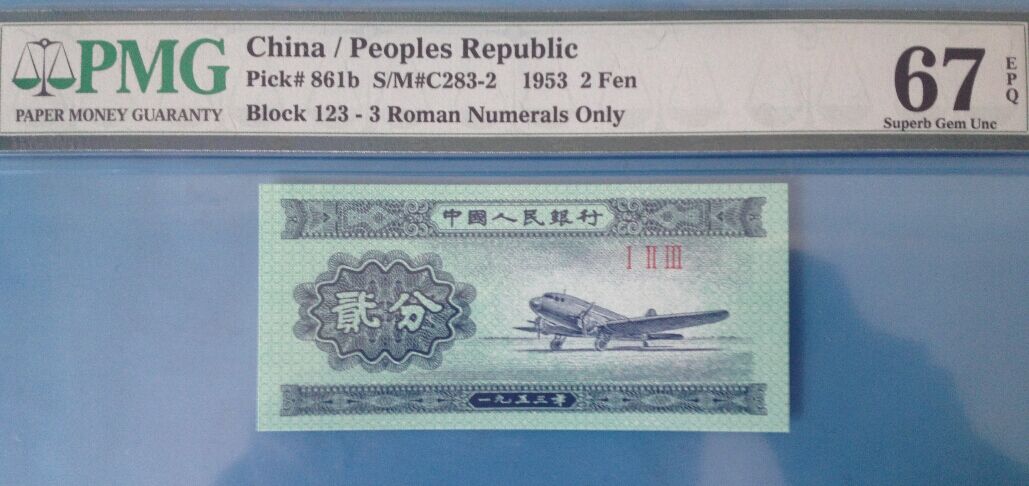 PMG
PAPER MONEY GUARANTY
China / Peoples Republic
Pick# 861b S/M#C283-2 1953 2 Fen
Block 123 - 3 Roman Numerals Only
67
EPQ
Superb Gem Unc
中國人民銀行
I II III
貳分
一九五三年